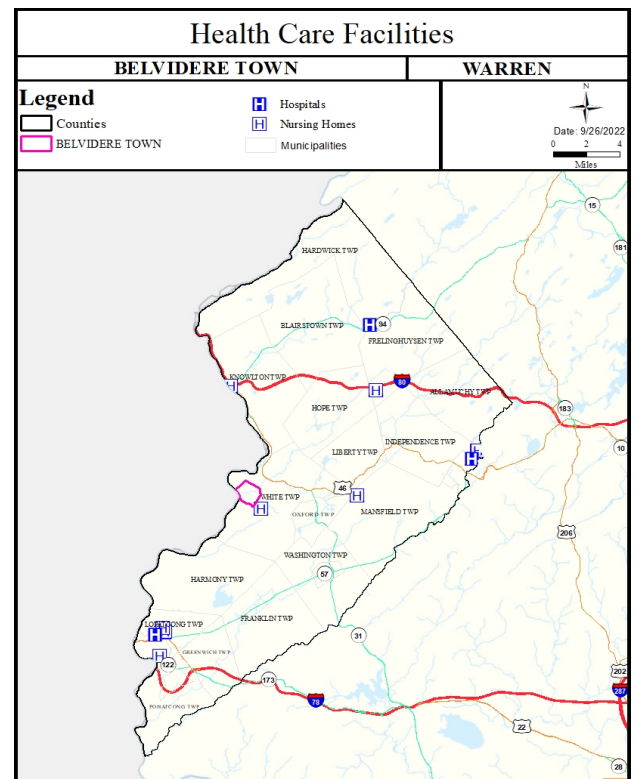 Health Care Facilities
BELVIDERE TOWN
WARREN
Legend
Counties
BELVIDERE TOWN
H Hospitals
H Nursing Homes
Municipalities
N
Date: 9/26/2022
0 2 4
Miles
15
181
HARDWICK TWP
BLAIRSTOWN TWP
H
94
FRELINGHUYSEN TWP
KNOWLTON TWP
H
H
80
ALLAMUCHY TWP
HOPE TWP
183
INDEPENDENCE TWP
10
LIBERTY TWP
H
46
H
WHITE TWP
H
OXFORD TWP
MANSFIELD TWP
206
WASHINGTON TWP
57
HARMONY TWP
FRANKLIN TWP
H
31
GREENWICH TWP
H
122
173
202
287
78
POHATCONG TWP
22
28